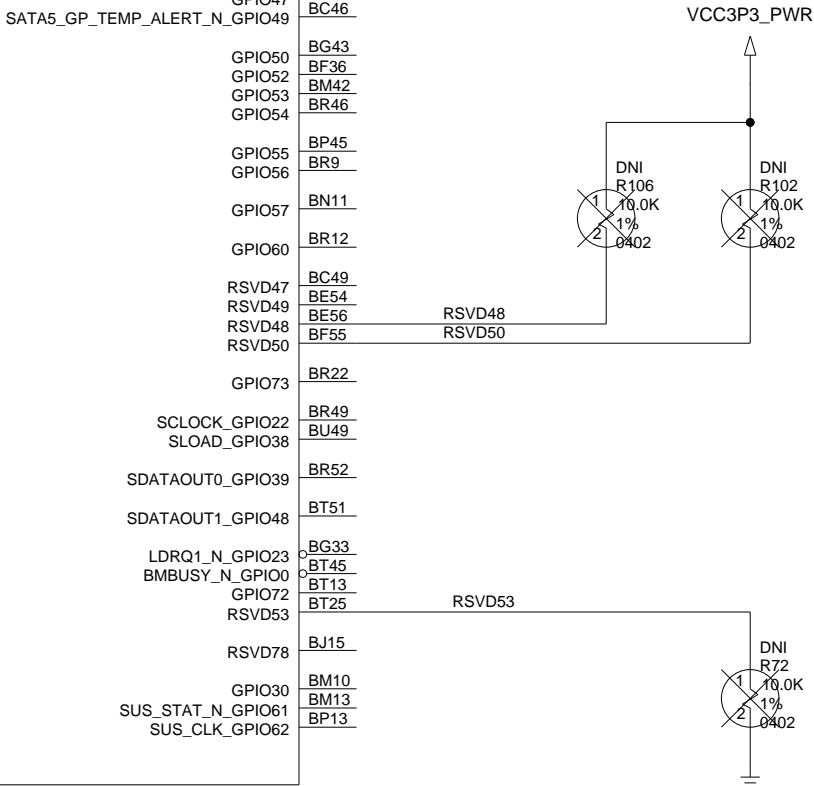 GPIO47
SATA5_GP_TEMP_ALERT_N_GPIO49 BC46
VCC3P3_PWR
GPIO50 BG43
GPIO52 BF36
GPIO53 BM42
GPIO54 BR46
GPIO55 BP45
GPIO56 BR9
GPIO57 BN11
GPIO60 BR12
DNI
R106
1 10.0K
1%
2 0402
DNI
R102
1 10.0K
1%
2 0402
RSVD47 BC49
RSVD49 BE54
RSVD48 BE56 RSVD48
RSVD50 BF55 RSVD50
GPIO73 BR22
SCLOCK_GPIO22 BR49
SLOAD_GPIO38 BU49
SDATAOUT0_GPIO39 BR52
SDATAOUT1_GPIO48 BT51
LDRQ1_N_GPIO23 BG33
BMBUSY_N_GPIO0 BT45
GPIO72 BT13
RSVD53 BT25 RSVD53
RSVD78 BJ15
GPIO30 BM10
SUS_STAT_N_GPIO61 BM13
SUS_CLK_GPIO62 BP13
DNI
R72
1 10.0K
1%
2 0402